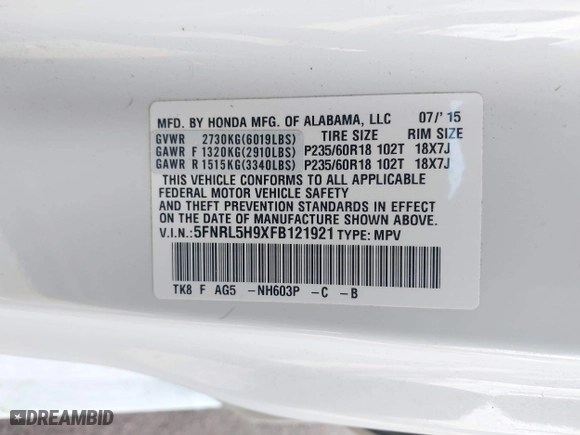 MFD. BY HONDA MFG. OF ALABAMA, LLC 07/'15
GVWR 2730KG(6019LBS) TIRE SIZE RIM SIZE
GAWR F 1320KG(2910LBS) P235/60R18 102T 18X7J
GAWR R 1515KG(3340LBS) P235/60R18 102T 18X7J
THIS VEHICLE CONFORMS TO ALL APPLICABLE
FEDERAL MOTOR VEHICLE SAFETY
AND THEFT PREVENTION STANDARDS IN EFFECT
ON THE DATE OF MANUFACTURE SHOWN ABOVE.
V.I.N.: 5FNRL5H9XFB121921 TYPE: MPV
TK8 F AG5 -NH603P -C -B
DREAMBID